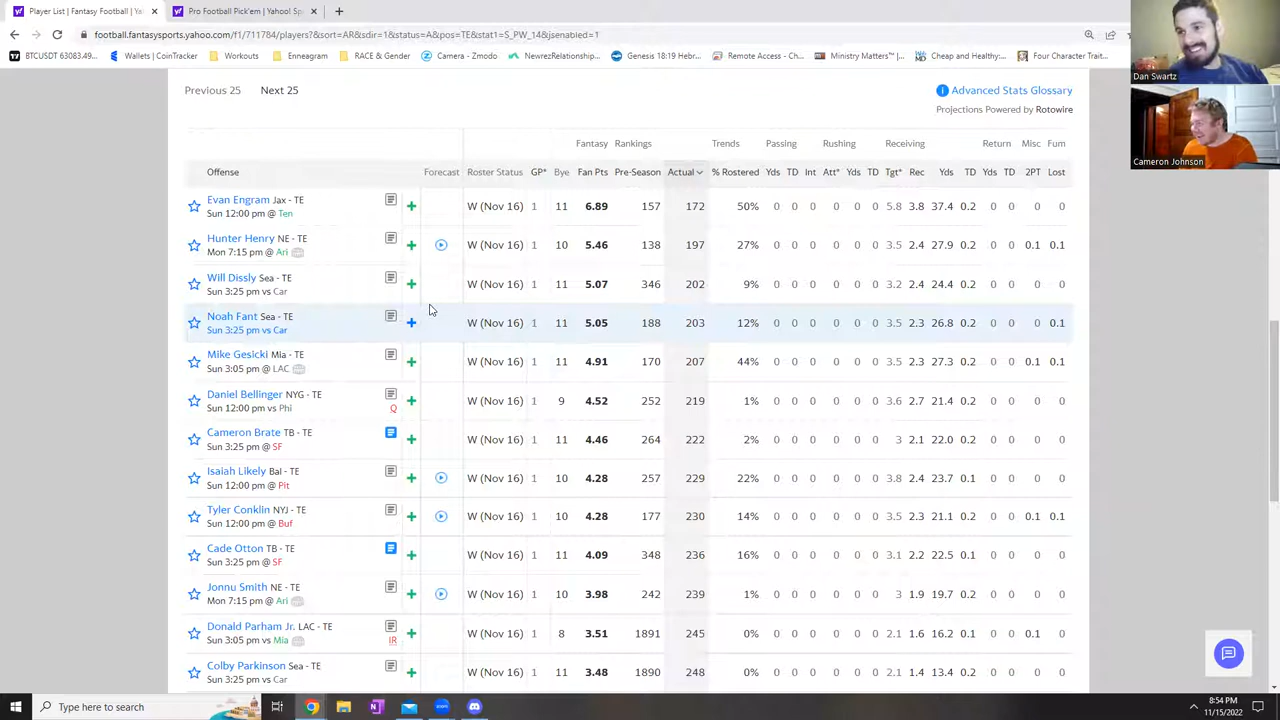 Player List | Fantasy Football | Yah
Pro Football Pick'em | Yahoo! Sp
football.fantasysports.yahoo.com/f1/711784/players?&sort=AR&sdir=1&status=A&pos=TE&stat1=S_PW_14&jsenabled=1
BTCUSDT 63083.49... Wallets | CoinTracker Workouts Enneagram RACE & Gender Camera - Zmodo NewrezRelationship... Genesis 18:19 Hebre... Remote Access - Ch... Ministry Matters™ |... Cheap and Healthy:... Four Character Trait...
Dan Swartz
Cameron Johnson
Previous 25 Next 25 Advanced Stats Glossary
Projections Powered by Rotowire
Fantasy Rankings Trends Passing Rushing Receiving Return Misc Fum
Offense Forecast Roster Status GP* Bye Fan Pts Pre-Season Actual % Rostered Yds TD Int Att* Yds TD Tgt* Rec Yds TD Yds TD 2PT Lost
Evan Engram Jax - TE W (Nov 16) 1 11 6.89 157 172 50% 0 0 0 0 0 0 5.8 3.8 37.4 0.2 0 0 0 0
Sun 12:00 pm @ Ten
Hunter Henry NE - TE W (Nov 16) 1 10 5.46 138 197 27% 0 0 0 0 0 0 3.5 2.4 27.9 0.2 0 0 0.1 0.1
Mon 7:15 pm @ Ari
Will Dissly Sea - TE W (Nov 16) 1 11 5.07 346 202 9% 0 0 0 0 0 0 3.2 2.4 24.4 0.2 0 0 0 0
Sun 3:25 pm vs Car
Noah Fant Sea - TE W (Nov 16) 1 11 5.05 188 203 12% 0 0 0 0 0 0 3.5 2.3 26.8 0.2 0 0 0 0.1
Sun 3:25 pm vs Car
Mike Gesicki Mia - TE W (Nov 16) 1 11 4.91 170 207 44% 0 0 0 0 0 0 3.5 2.3 27.3 0.2 0 0 0.1 0.1
Sun 3:05 pm @ LAC
Daniel Bellinger NYG - TE W (Nov 16) 1 9 4.52 252 219 1% 0 0 0 0 0 0 3.6 2.7 21.4 0.2 0 0 0 0
Sun 12:00 pm vs Phi Q
Cameron Brate TB - TE W (Nov 16) 1 11 4.46 264 222 2% 0 0 0 0 0 0 3 2.1 22.0 0.2 0 0 0 0
Sun 3:25 pm @ SF
Isaiah Likely Bal - TE W (Nov 16) 1 10 4.28 257 229 22% 0 0 0 0 0 0 3.8 2.4 23.7 0.1 0 0 0 0
Sun 12:00 pm @ Pit
Tyler Conklin NYJ - TE W (Nov 16) 1 10 4.28 177 230 14% 0 0 0 0 0 0 3.5 2.3 21.1 0.2 0 0 0.1 0.1
Sun 12:00 pm @ Buf
Cade Otton TB - TE W (Nov 16) 1 11 4.09 348 236 16% 0 0 0 0 0 0 3.1 2.2 22.5 0.1 0 0 0 0
Sun 3:25 pm @ SF
Jonnu Smith NE - TE W (Nov 16) 1 10 3.98 242 239 1% 0 0 0 0 0 0 3 1.9 19.7 0.2 0 0 0 0
Mon 7:15 pm @ Ari
Donald Parham Jr. LAC - TE W (Nov 16) 1 8 3.51 1891 245 0% 0 0 0 0 0 0 2.1 1.6 16.2 0.1 0 0 0.1 0
Sun 3:05 pm vs Mia IR
Colby Parkinson Sea - TE W (Nov 16) 1 11 3.48 1890 248 0% 0 0 0 0 0 0 2.1 1.4 13.4 0.2 0 0 0 0
Sun 3:25 pm vs Car
Type here to search
8:54 PM
11/15/2022